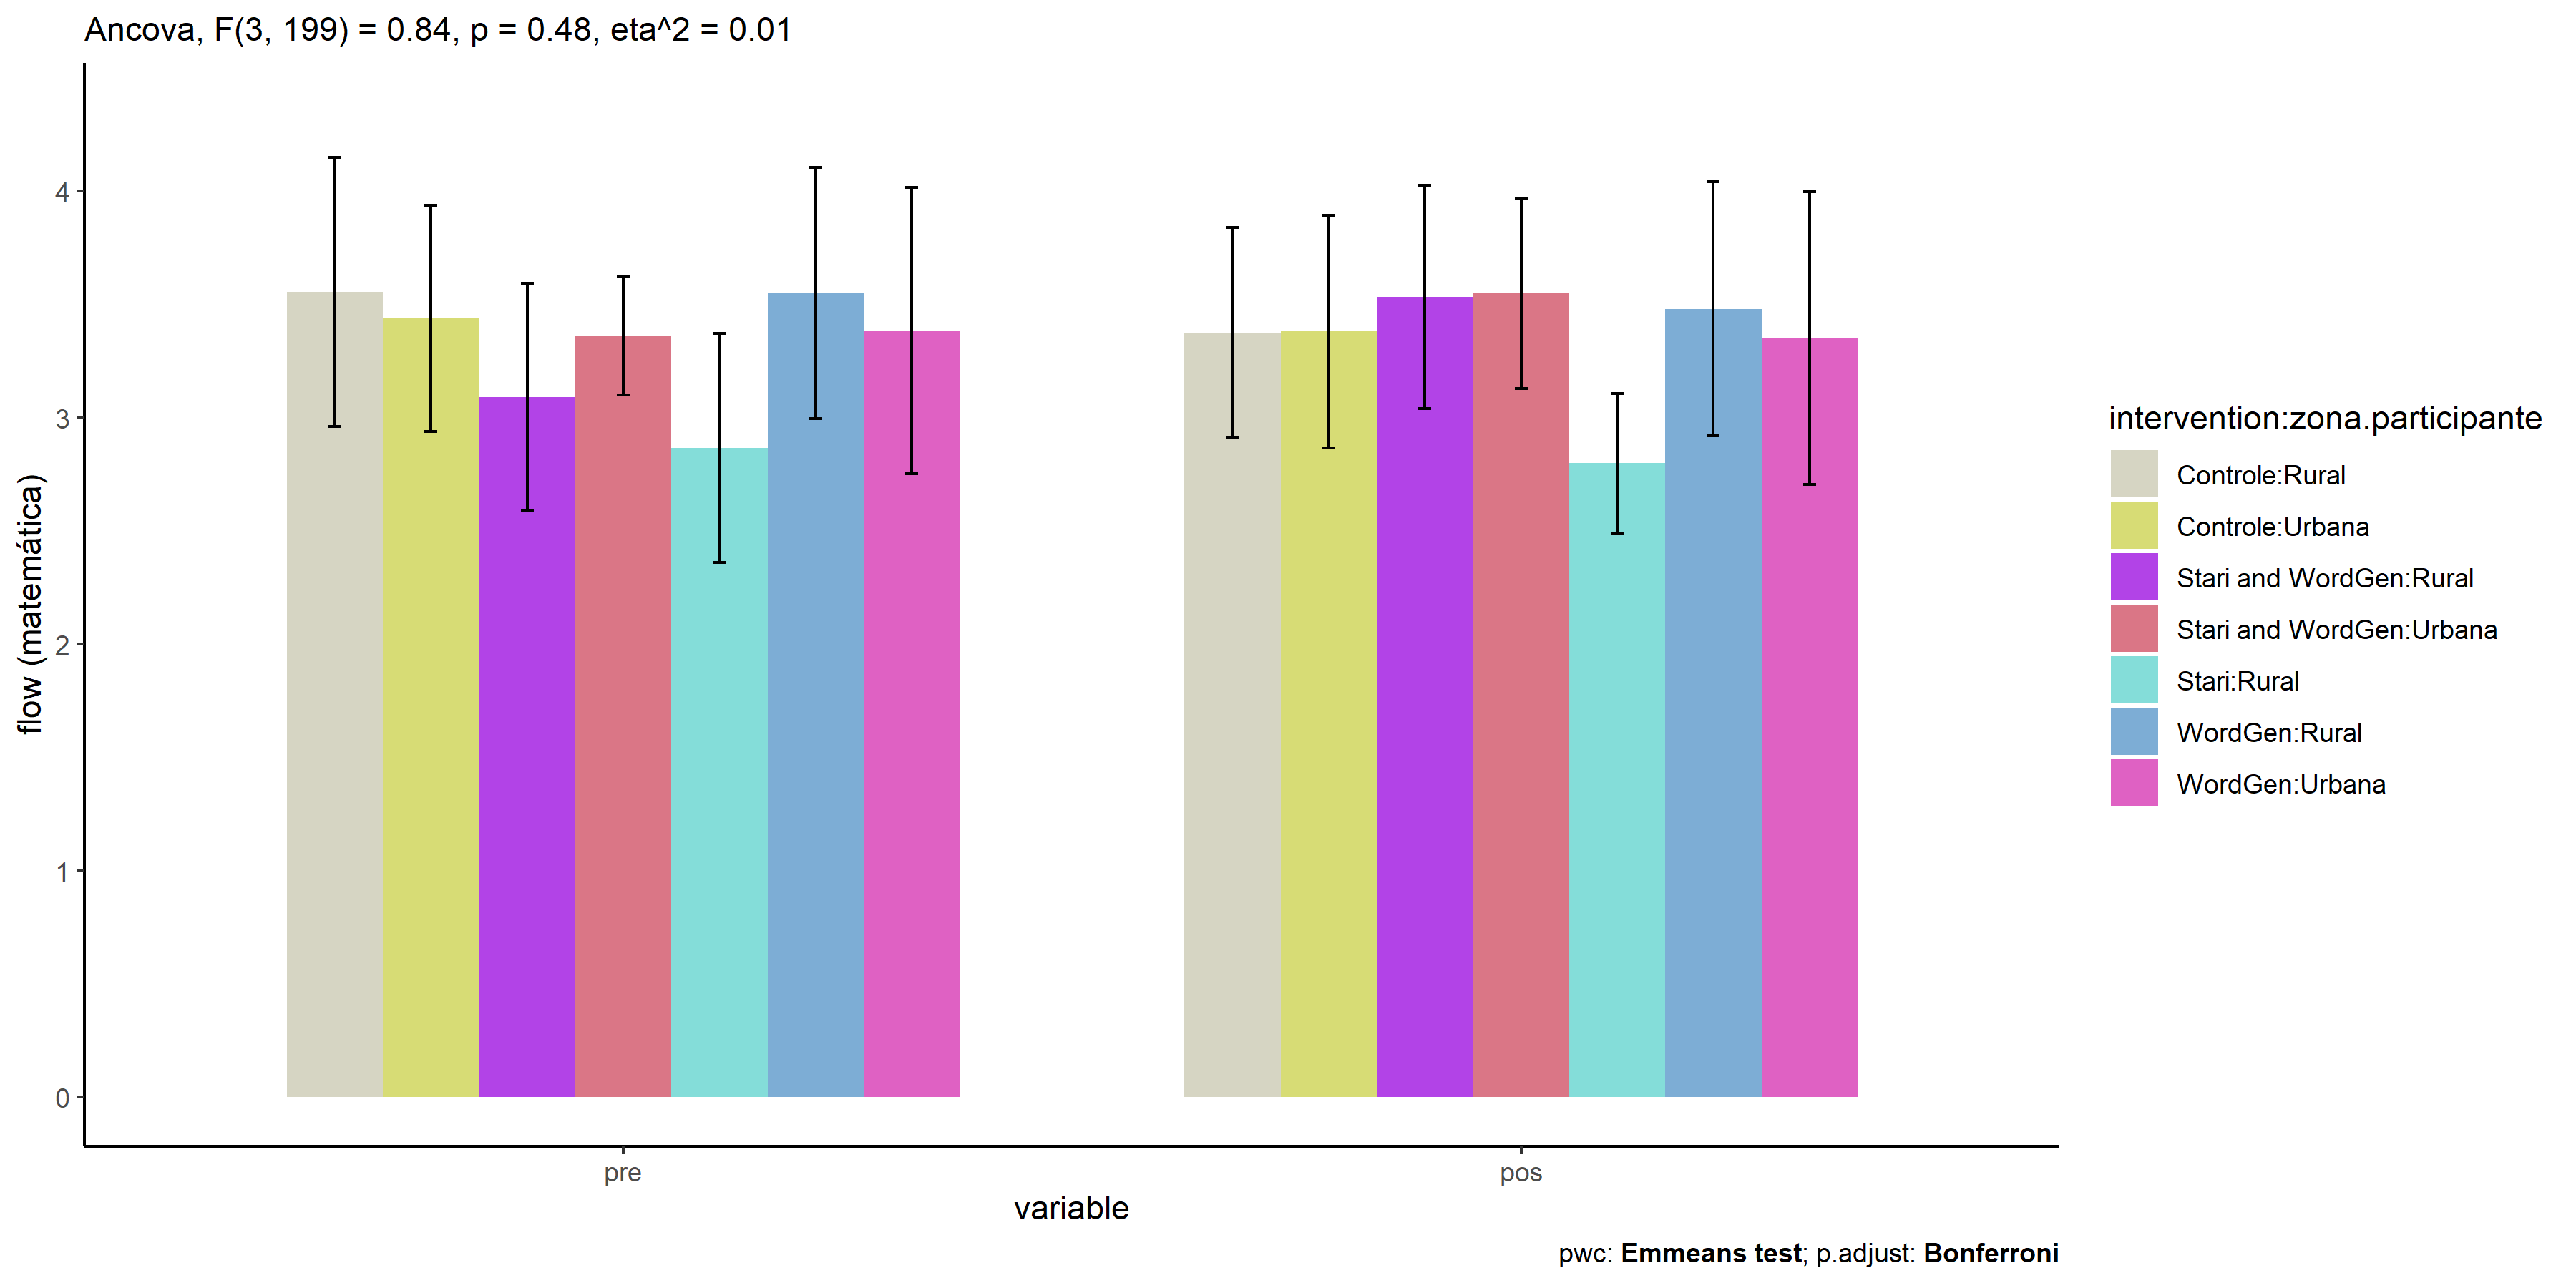 Ancova, F(3, 199) = 0.84, p = 0.48, eta^2 = 0.01
flow (matemática)
4
3
2
1
0
pre
pos
variable
intervention:zona.participante
Controle:Rural
Controle:Urbana
Stari and WordGen:Rural
Stari and WordGen:Urbana
Stari:Rural
WordGen:Rural
WordGen:Urbana
pwc: Emmeans test; p.adjust: Bonferroni